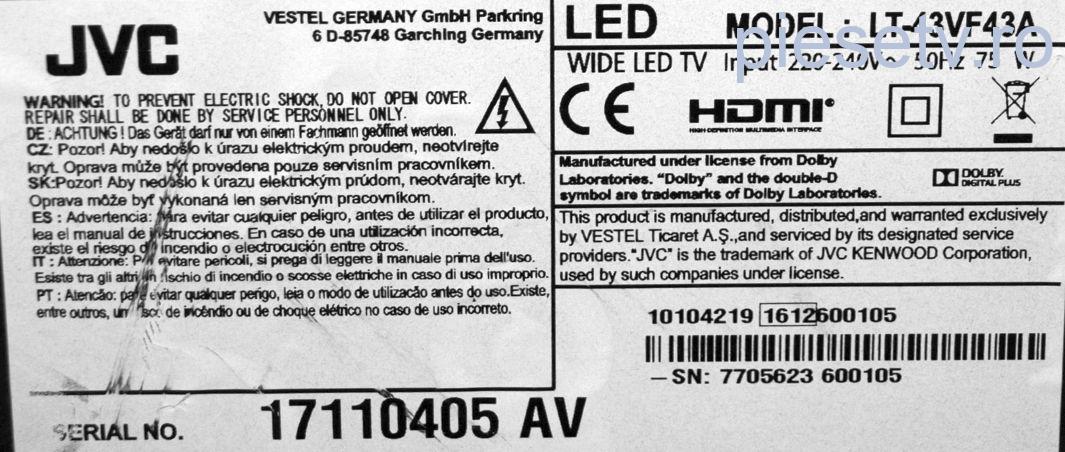 JVC
VESTEL GERMANY GmbH Parkring
6 D-85748 Garching Germany
WARNING! TO PREVENT ELECTRIC SHOCK, DO NOT OPEN COVER.
REPAIR SHALL BE DONE BY SERVICE PERSONNEL ONLY.
DE : ACHTUNG ! Das Gerät darf nur von einem Fachmann geöffnet werden.
CZ: Pozor! Aby nedošlo k úrazu elektrickým proudem, neotvírejte
kryt. Oprava může být provedena pouze servisním pracovníkem.
SK:Pozor! Aby nedošlo k úrazu elektrickým prúdom, neotvárajte kryt.
Oprava môže byť vykonaná len servisným pracovníkom.
ES : Advertencia: Para evitar cualquier peligro, antes de utilizar el producto,
lea el manual de instrucciones. En caso de una utilización incorrecta,
existe el riesgo de incendio o electrocución entre otros.
IT : Attenzione: Per evitare pericoli, si prega di leggere il manuale prima dell'uso.
Esiste tra gli altri un rischio di incendio o scosse elettriche in caso di uso improprio.
PT : Atencão: para evitar qualquer perigo, leia o modo de utilizacão antes do uso.Existe,
entre outros, um risco de incêndio ou de choque elétrico no caso de uso incorreto.
SERIAL NO. 17110405 AV
LED MODEL : LT-43VF43A
WIDE LED TV Input 220-240V~ 50Hz 75 W
piesetv.ro
CE HDMI
HIGH-DEFINITION MULTIMEDIA INTERFACE
Manufactured under license from Dolby
Laboratories. "Dolby" and the double-D
symbol are trademarks of Dolby Laboratories.
DOLBY
DIGITAL PLUS
This product is manufactured, distributed,and warranted exclusively
by VESTEL Ticaret A.Ş.,and serviced by its designated service
providers."JVC" is the trademark of JVC KENWOOD Corporation,
used by such companies under license.
10104219 1612600105
– SN: 7705623 600105